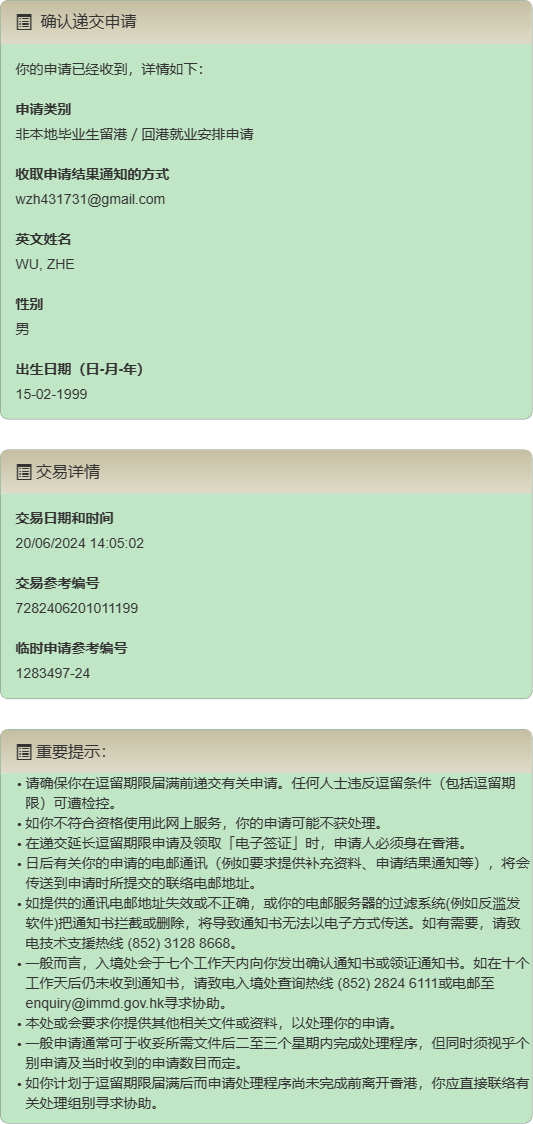 确认递交申请
你的申请已经收到，详情如下：
申请类别
非本地毕业生留港 / 回港就业安排申请
收取申请结果通知的方式
wzh431731@gmail.com
英文姓名
WU, ZHE
性别
男
出生日期（日-月-年）
15-02-1999
交易详情
交易日期和时间
20/06/2024 14:05:02
交易参考编号
7282406201011199
临时申请参考编号
1283497-24
重要提示：
• 请确保你在逗留期限届满前递交有关申请。任何人士违反逗留条件（包括逗留期
限）可遭检控。
• 如你不符合资格使用此网上服务，你的申请可能不获处理。
• 在递交延长逗留期限申请及领取「电子签证」时，申请人必须身在香港。
• 日后有关你的申请的电邮通讯（例如要求提供补充资料、申请结果通知等），将会
传送到申请时所提交的联络电邮地址。
• 如提供的通讯电邮地址失效或不正确，或你的电邮服务器的过滤系统(例如反滥发
软件)把通知书拦截或删除，将导致通知书无法以电子方式传送。如有需要，请致
电技术支援热线 (852) 3128 8668。
• 一般而言，入境处会于七个工作天内向你发出确认通知书或领证通知书。如在十个
工作天后仍未收到通知书，请致电入境处查询热线 (852) 2824 6111或电邮至
enquiry@immd.gov.hk寻求协助。
• 本处或会要求你提供其他相关文件或资料，以处理你的申请。
• 一般申请通常可于收妥所需文件后二至三个星期内完成处理程序，但同时须视乎个
别申请及当时收到的申请数目而定。
• 如你计划于逗留期限届满后而申请处理程序尚未完成前离开香港，你应直接联络有
关处理组别寻求协助。